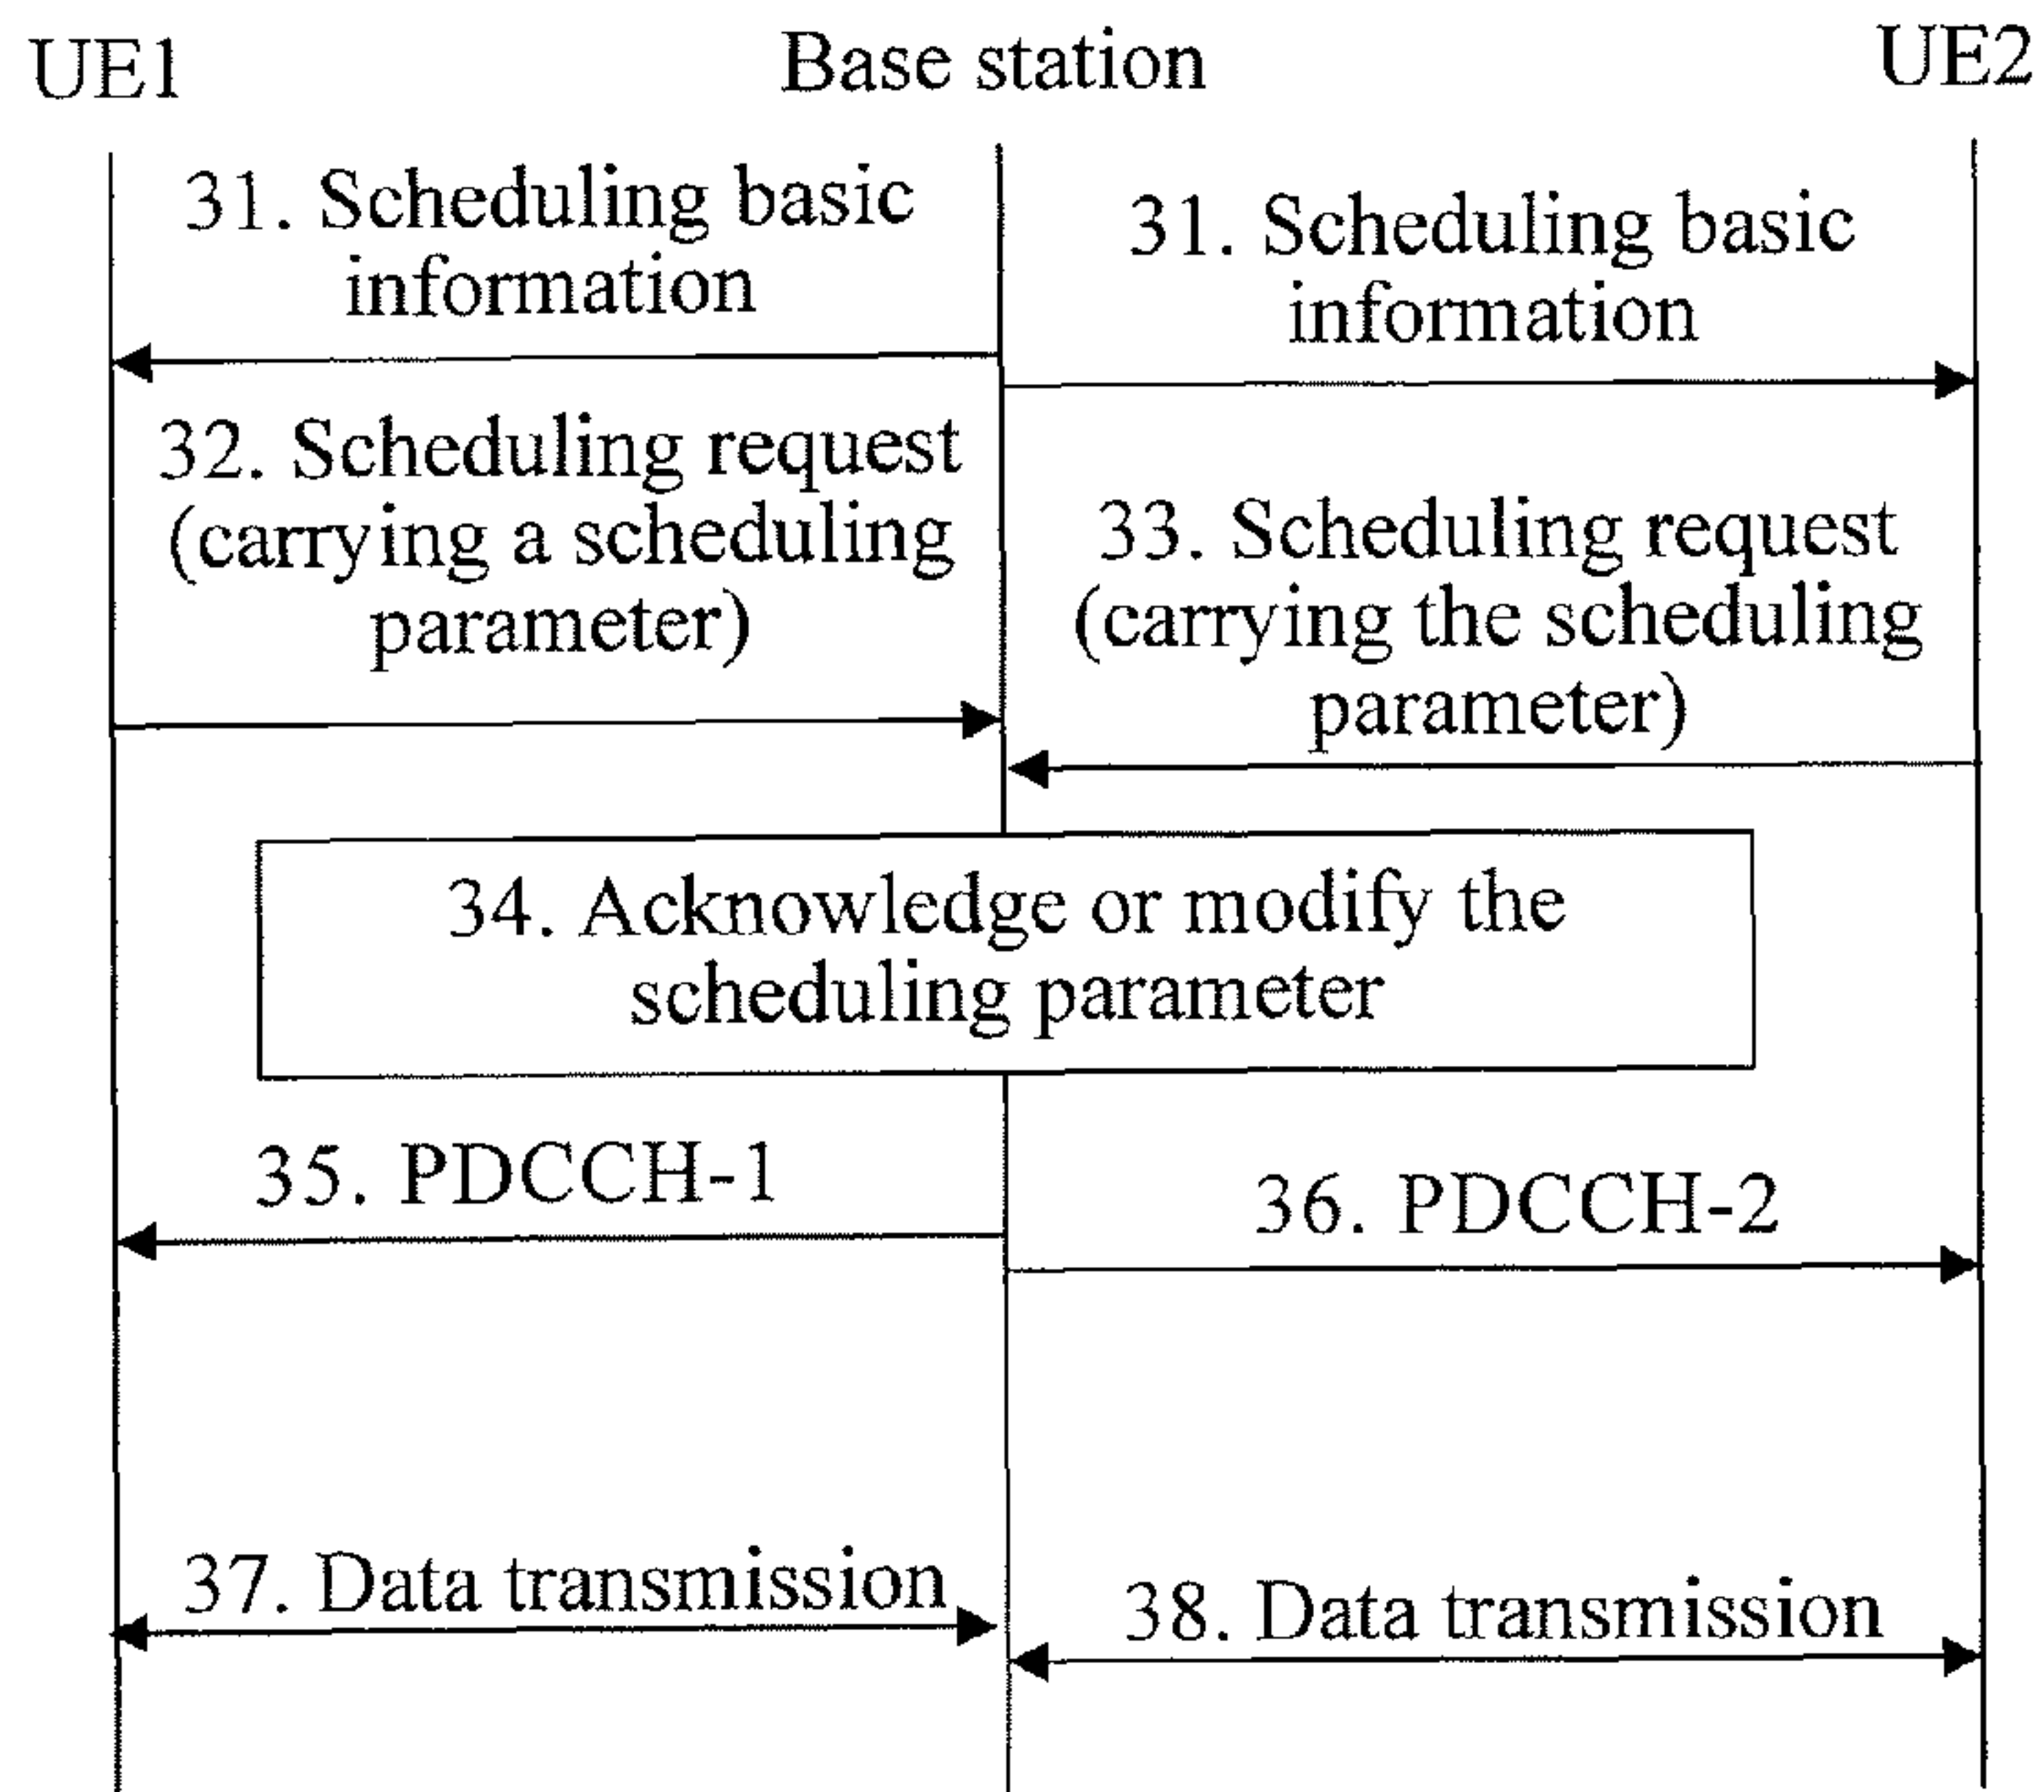 UE1
Base station
UE2
31. Scheduling basic
information
31. Scheduling basic
information
32. Scheduling request
(carrying a scheduling
parameter)
33. Scheduling request
(carrying the scheduling
parameter)
34. Acknowledge or modify the
scheduling parameter
35. PDCCH-1
36. PDCCH-2
37. Data transmission
38. Data transmission